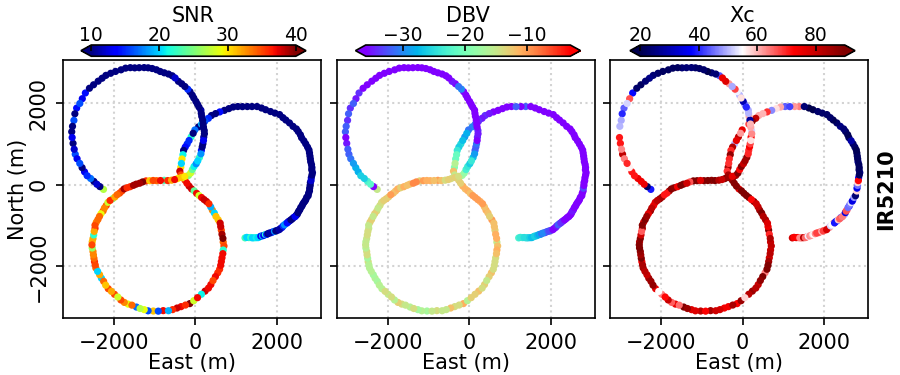 SNR DBV Xc
10 20 30 40 −30 −20 −10 20 40 60 80
North (m)
2000
0
−2000
−2000 0 2000 −2000 0 2000 −2000 0 2000
East (m) East (m) East (m)
IR5210